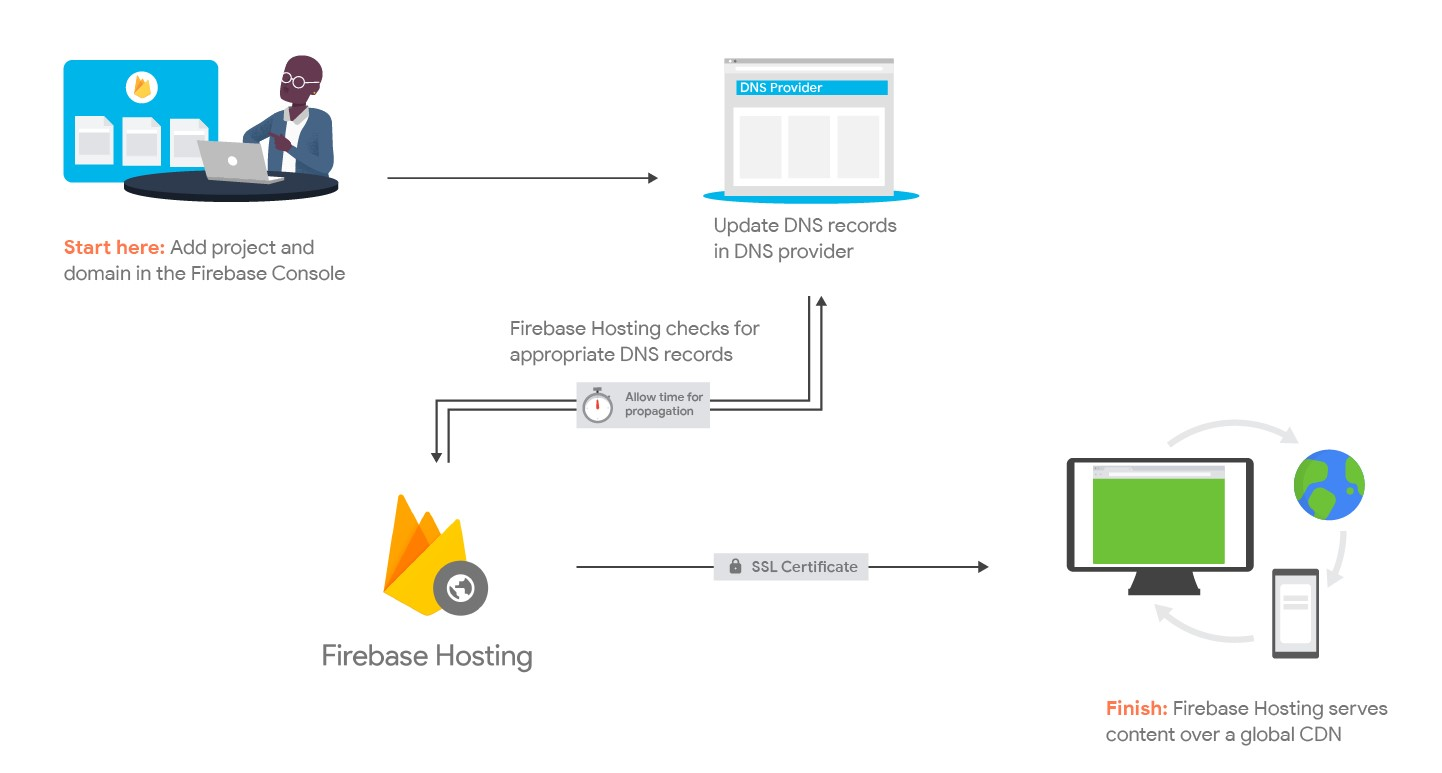 DNS Provider
Start here: Add project and
domain in the Firebase Console
Update DNS records
in DNS provider
Firebase Hosting checks for
appropriate DNS records
Allow time for
propagation
SSL Certificate
Firebase Hosting
Finish: Firebase Hosting serves
content over a global CDN